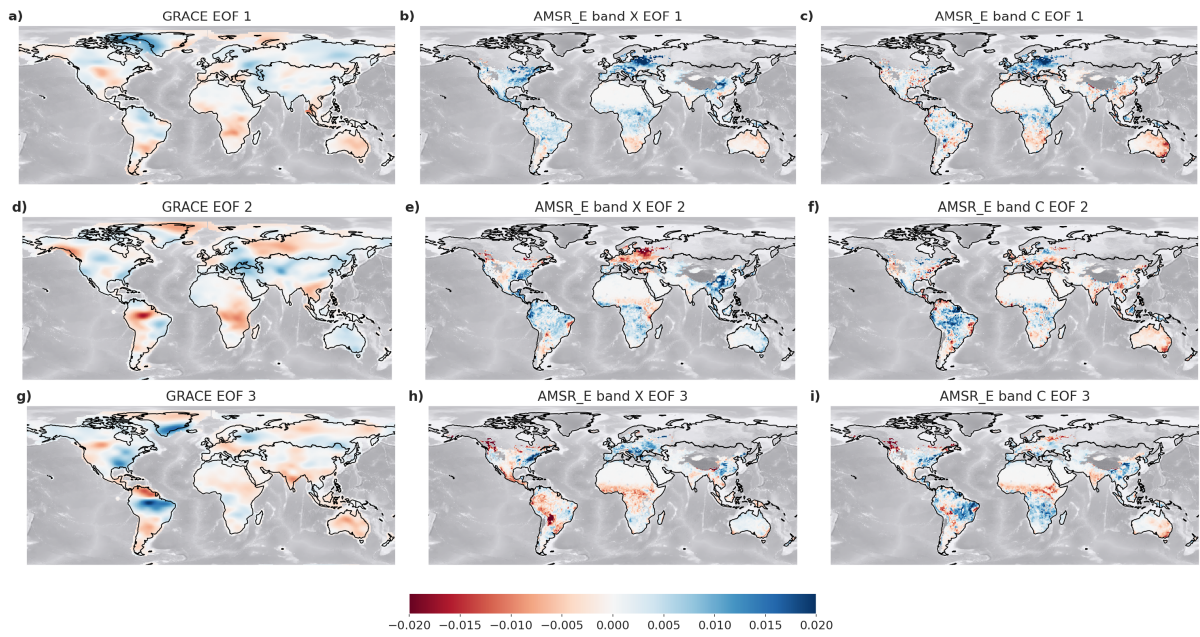 a) GRACE EOF 1
b) AMSR_E band X EOF 1
c) AMSR_E band C EOF 1
d) GRACE EOF 2
e) AMSR_E band X EOF 2
f) AMSR_E band C EOF 2
g) GRACE EOF 3
h) AMSR_E band X EOF 3
i) AMSR_E band C EOF 3
−0.020 −0.015 −0.010 −0.005 0.000 0.005 0.010 0.015 0.020